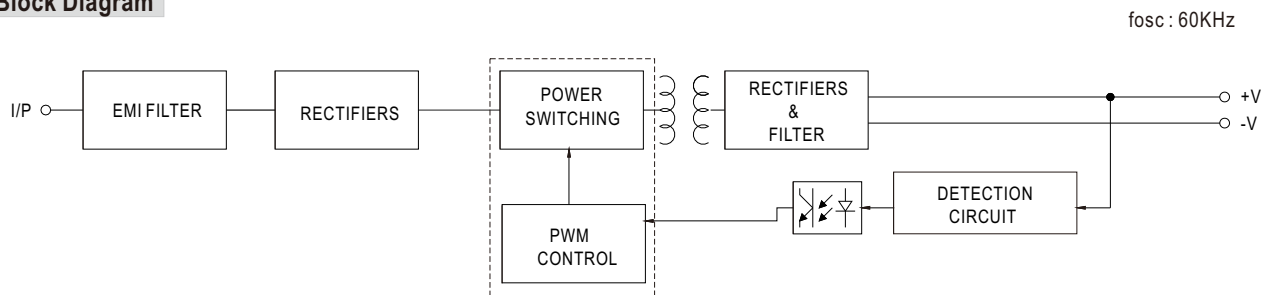 Block Diagram
fosc : 60KHz
I/P
EMI FILTER
RECTIFIERS
POWER
SWITCHING
RECTIFIERS
&
FILTER
+V
-V
PWM
CONTROL
DETECTION
CIRCUIT